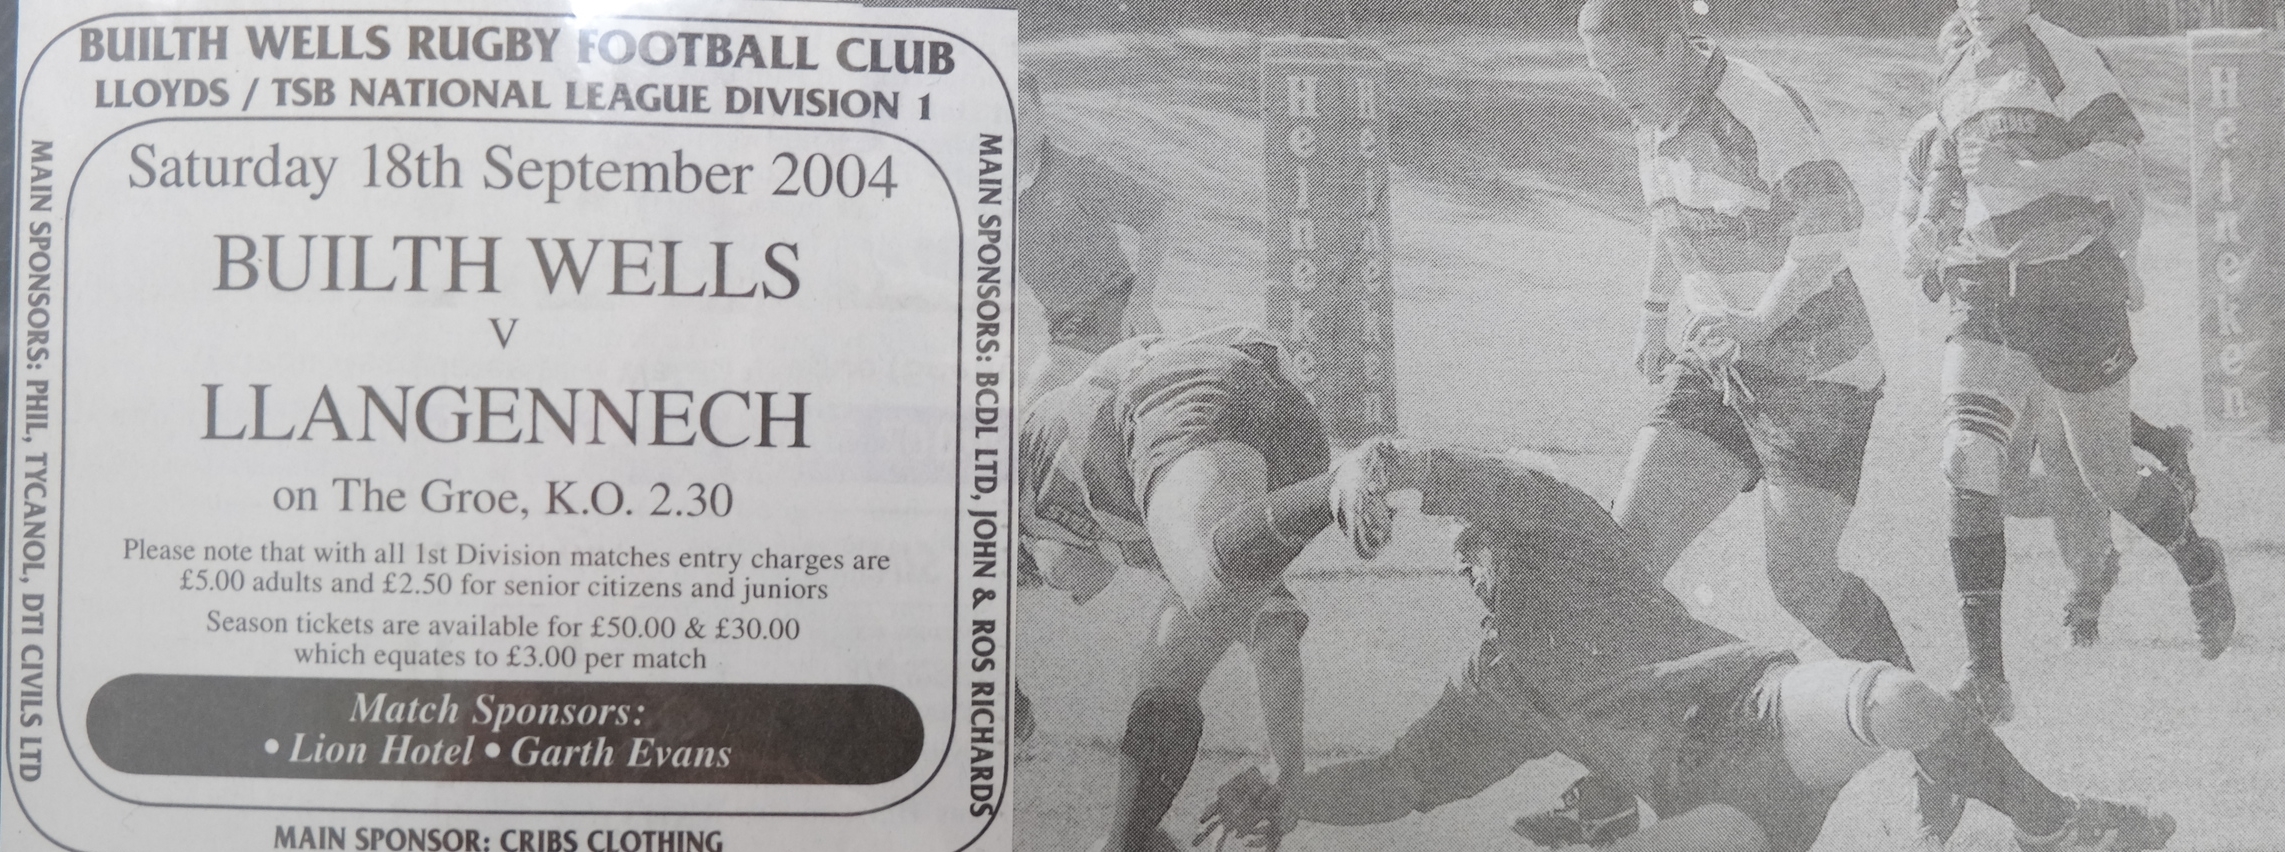 BUILTH WELLS RUGBY FOOTBALL CLUB
LLOYDS / TSB NATIONAL LEAGUE DIVISION 1
MAIN SPONSORS: PHIL, TYCANOL, DTI CIVILS LTD
Saturday 18th September 2004
BUILTH WELLS
V
LLANGENNECH
on The Groe, K.O. 2.30
Please note that with all 1st Division matches entry charges are
£5.00 adults and £2.50 for senior citizens and juniors
Season tickets are available for £50.00 & £30.00
which equates to £3.00 per match
Match Sponsors:
• Lion Hotel • Garth Evans
MAIN SPONSORS: BCDL LTD, JOHN & ROS RICHARDS
MAIN SPONSOR: CRIBS CLOTHING
Heineken
Heineken
Heineken